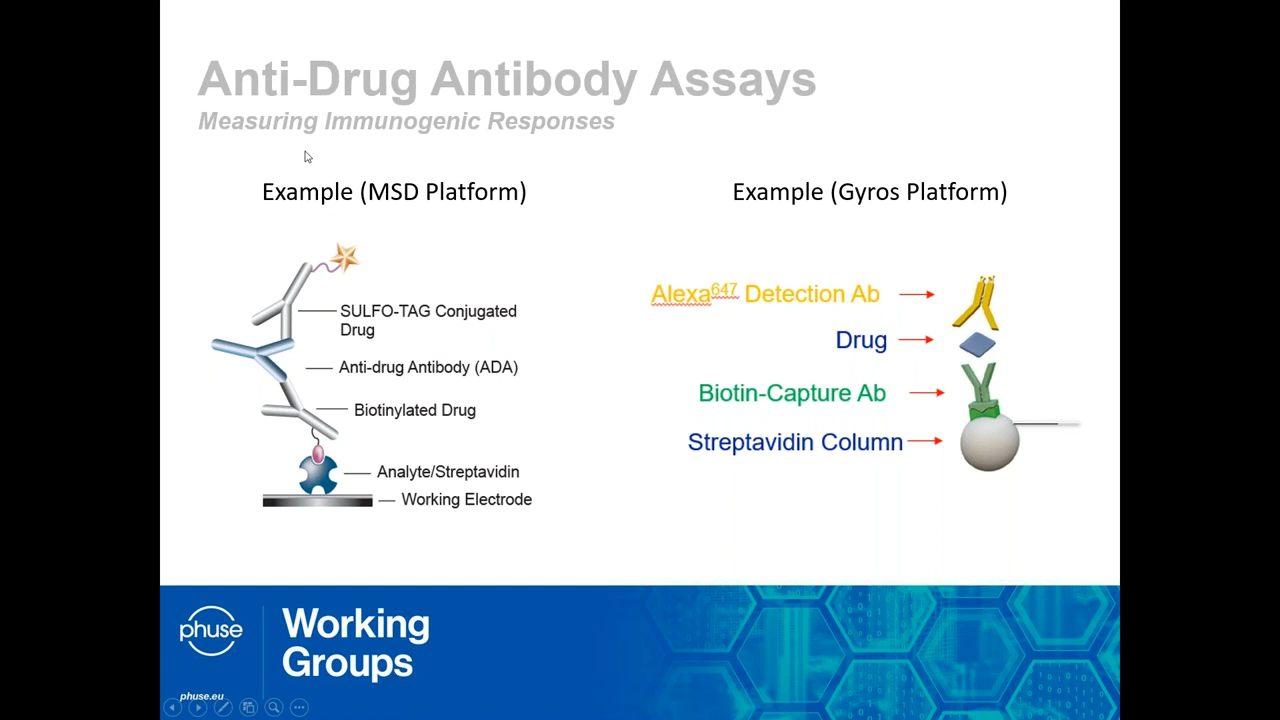 Anti-Drug Antibody Assays
Measuring Immunogenic Responses
Example (MSD Platform)
SULFO-TAG Conjugated
Drug
Anti-drug Antibody (ADA)
Biotinylated Drug
Analyte/Streptavidin
Working Electrode
Example (Gyros Platform)
Alexa647 Detection Ab
Drug
Biotin-Capture Ab
Streptavidin Column
phuse
Working
Groups
phuse.eu